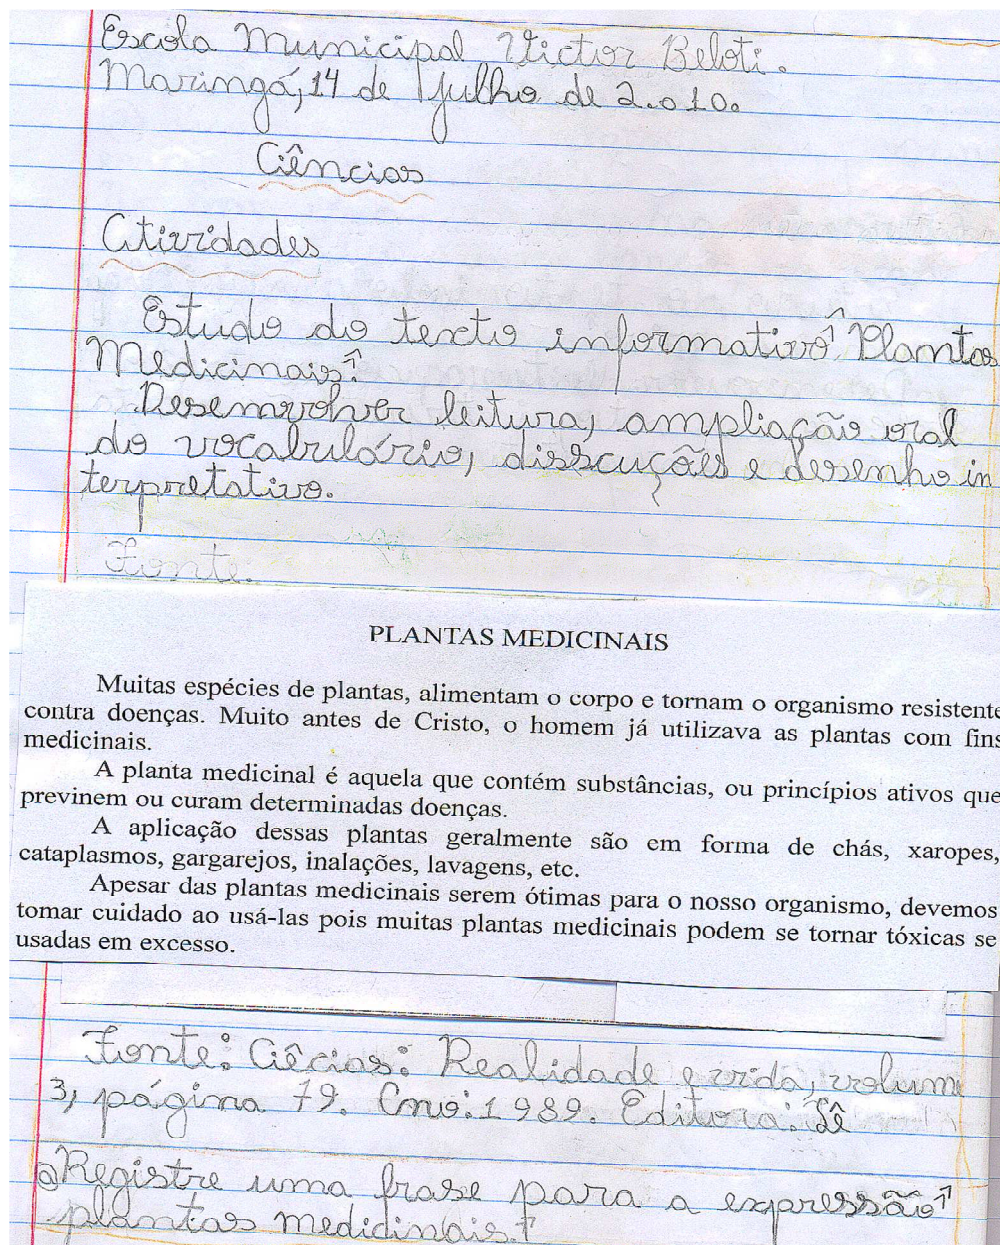 Escola Municipal Victor Beloti.
Maringá, 14 de julho de 2.010.
Ciências
Atividades
Estudo do texto informativo "Plantas
Medicinais".
Desenvolver leitura, ampliação oral
do vocabulário, disscuções e desenho in
terpretativo.
Fonte.
PLANTAS MEDICINAIS
Muitas espécies de plantas, alimentam o corpo e tornam o organismo resistente
contra doenças. Muito antes de Cristo, o homem já utilizava as plantas com fins
medicinais.
A planta medicinal é aquela que contém substâncias, ou princípios ativos que
previnem ou curam determinadas doenças.
A aplicação dessas plantas geralmente são em forma de chás, xaropes,
cataplasmos, gargarejos, inalações, lavagens, etc.
Apesar das plantas medicinais serem ótimas para o nosso organismo, devemos
tomar cuidado ao usá-las pois muitas plantas medicinais podem se tornar tóxicas se
usadas em excesso.
Fonte: Ciêcias: Realidade e vida, volume
3, página 79. Ano: 1989. Editora: Lê
a) Registre uma frase para a expressão "
plantas medicinais."